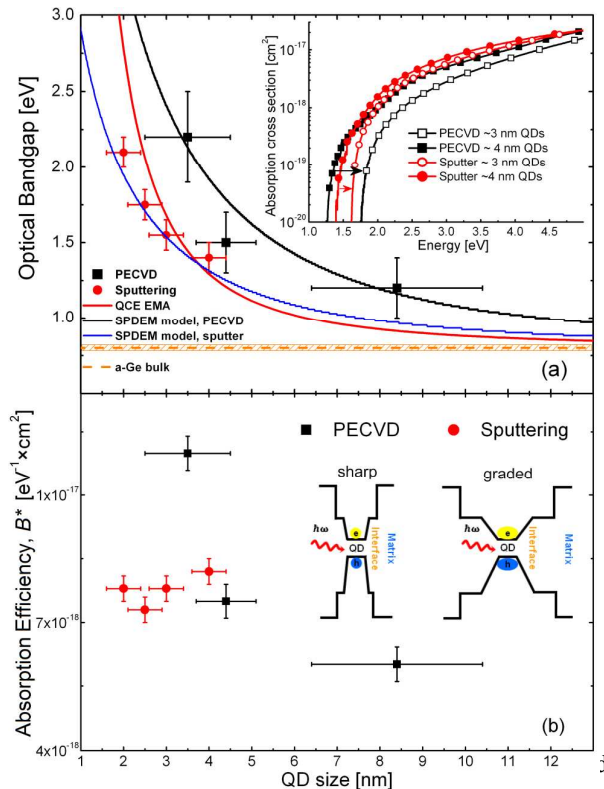 3.0
2.5
2.0
1.5
1.0
Optical Bandgap [eV]
PECVD
Sputtering
QCE EMA
SPDEM model, PECVD
SPDEM model, sputter
a-Ge bulk
(a)
Absorption cross section [cm²]
10⁻¹⁷
10⁻¹⁸
10⁻¹⁹
10⁻²⁰
PECVD ~3 nm QDs
PECVD ~ 4 nm QDs
Sputter ~ 3 nm QDs
Sputter ~4 nm QDs
1.0 1.5 2.0 2.5 3.0 3.5 4.0 4.5
Energy [eV]
Absorption Efficiency, B* [eV⁻¹×cm²]
1x10⁻¹⁷
7x10⁻¹⁸
4x10⁻¹⁸
PECVD
Sputtering
sharp
graded
ħω
e
QD
h
Interface
Matrix
ħω
e
QD
h
Interface
Matrix
(b)
1 2 3 4 5 6 7 8 9 10 11 12
QD size [nm]